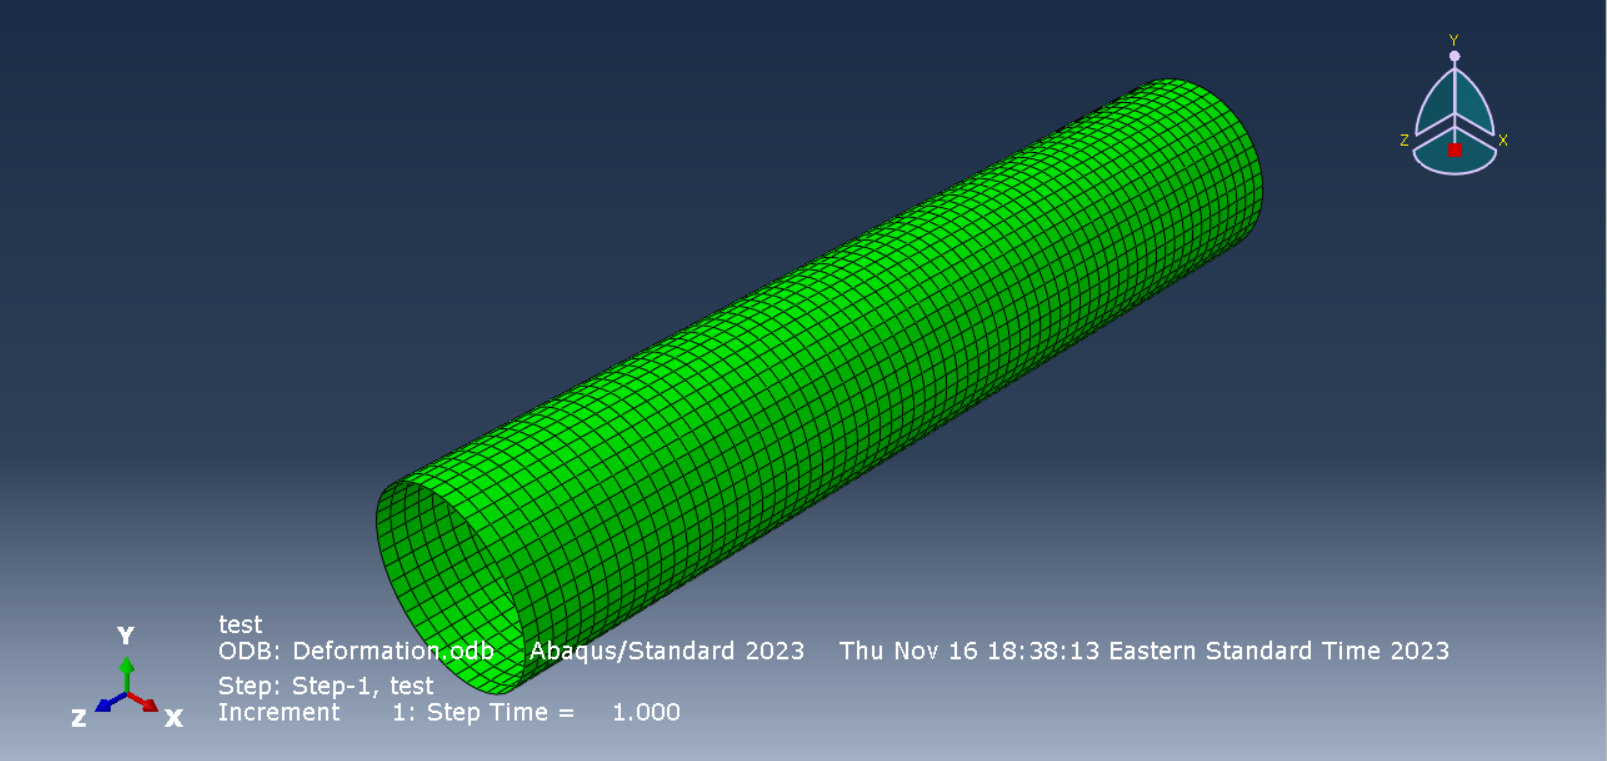 Y
Z X
test
ODB: Deformation.odb Abaqus/Standard 2023 Thu Nov 16 18:38:13 Eastern Standard Time 2023
Step: Step-1, test
Increment 1: Step Time = 1.000
Y
Z X